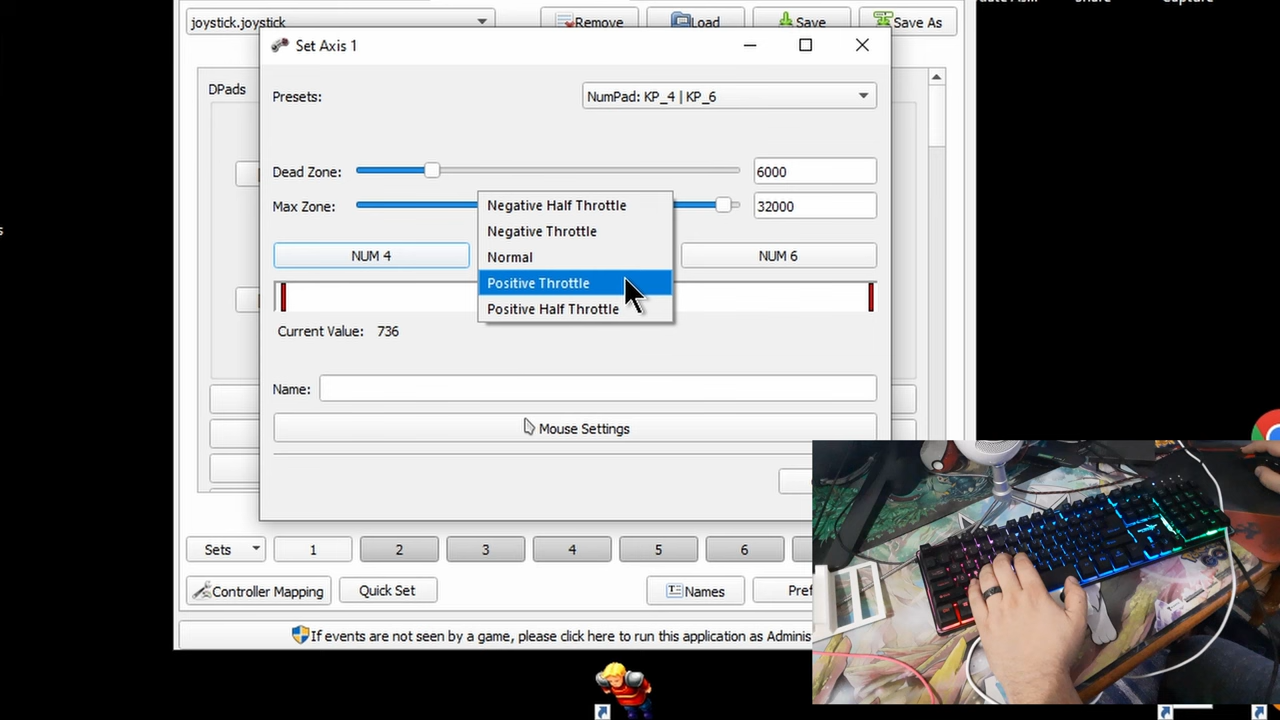 joystick.joystick
Remove
Load
Save
Save As
Set Axis 1
DPads
Presets:
NumPad: KP_4 | KP_6
Dead Zone:
6000
Max Zone:
32000
Negative Half Throttle
Negative Throttle
Normal
Positive Throttle
Positive Half Throttle
NUM 4
NUM 6
Current Value: 736
Name:
Mouse Settings
Sets
1
2
3
4
5
6
Controller Mapping
Quick Set
Names
Pref
If events are not seen by a game, please click here to run this application as Adminis